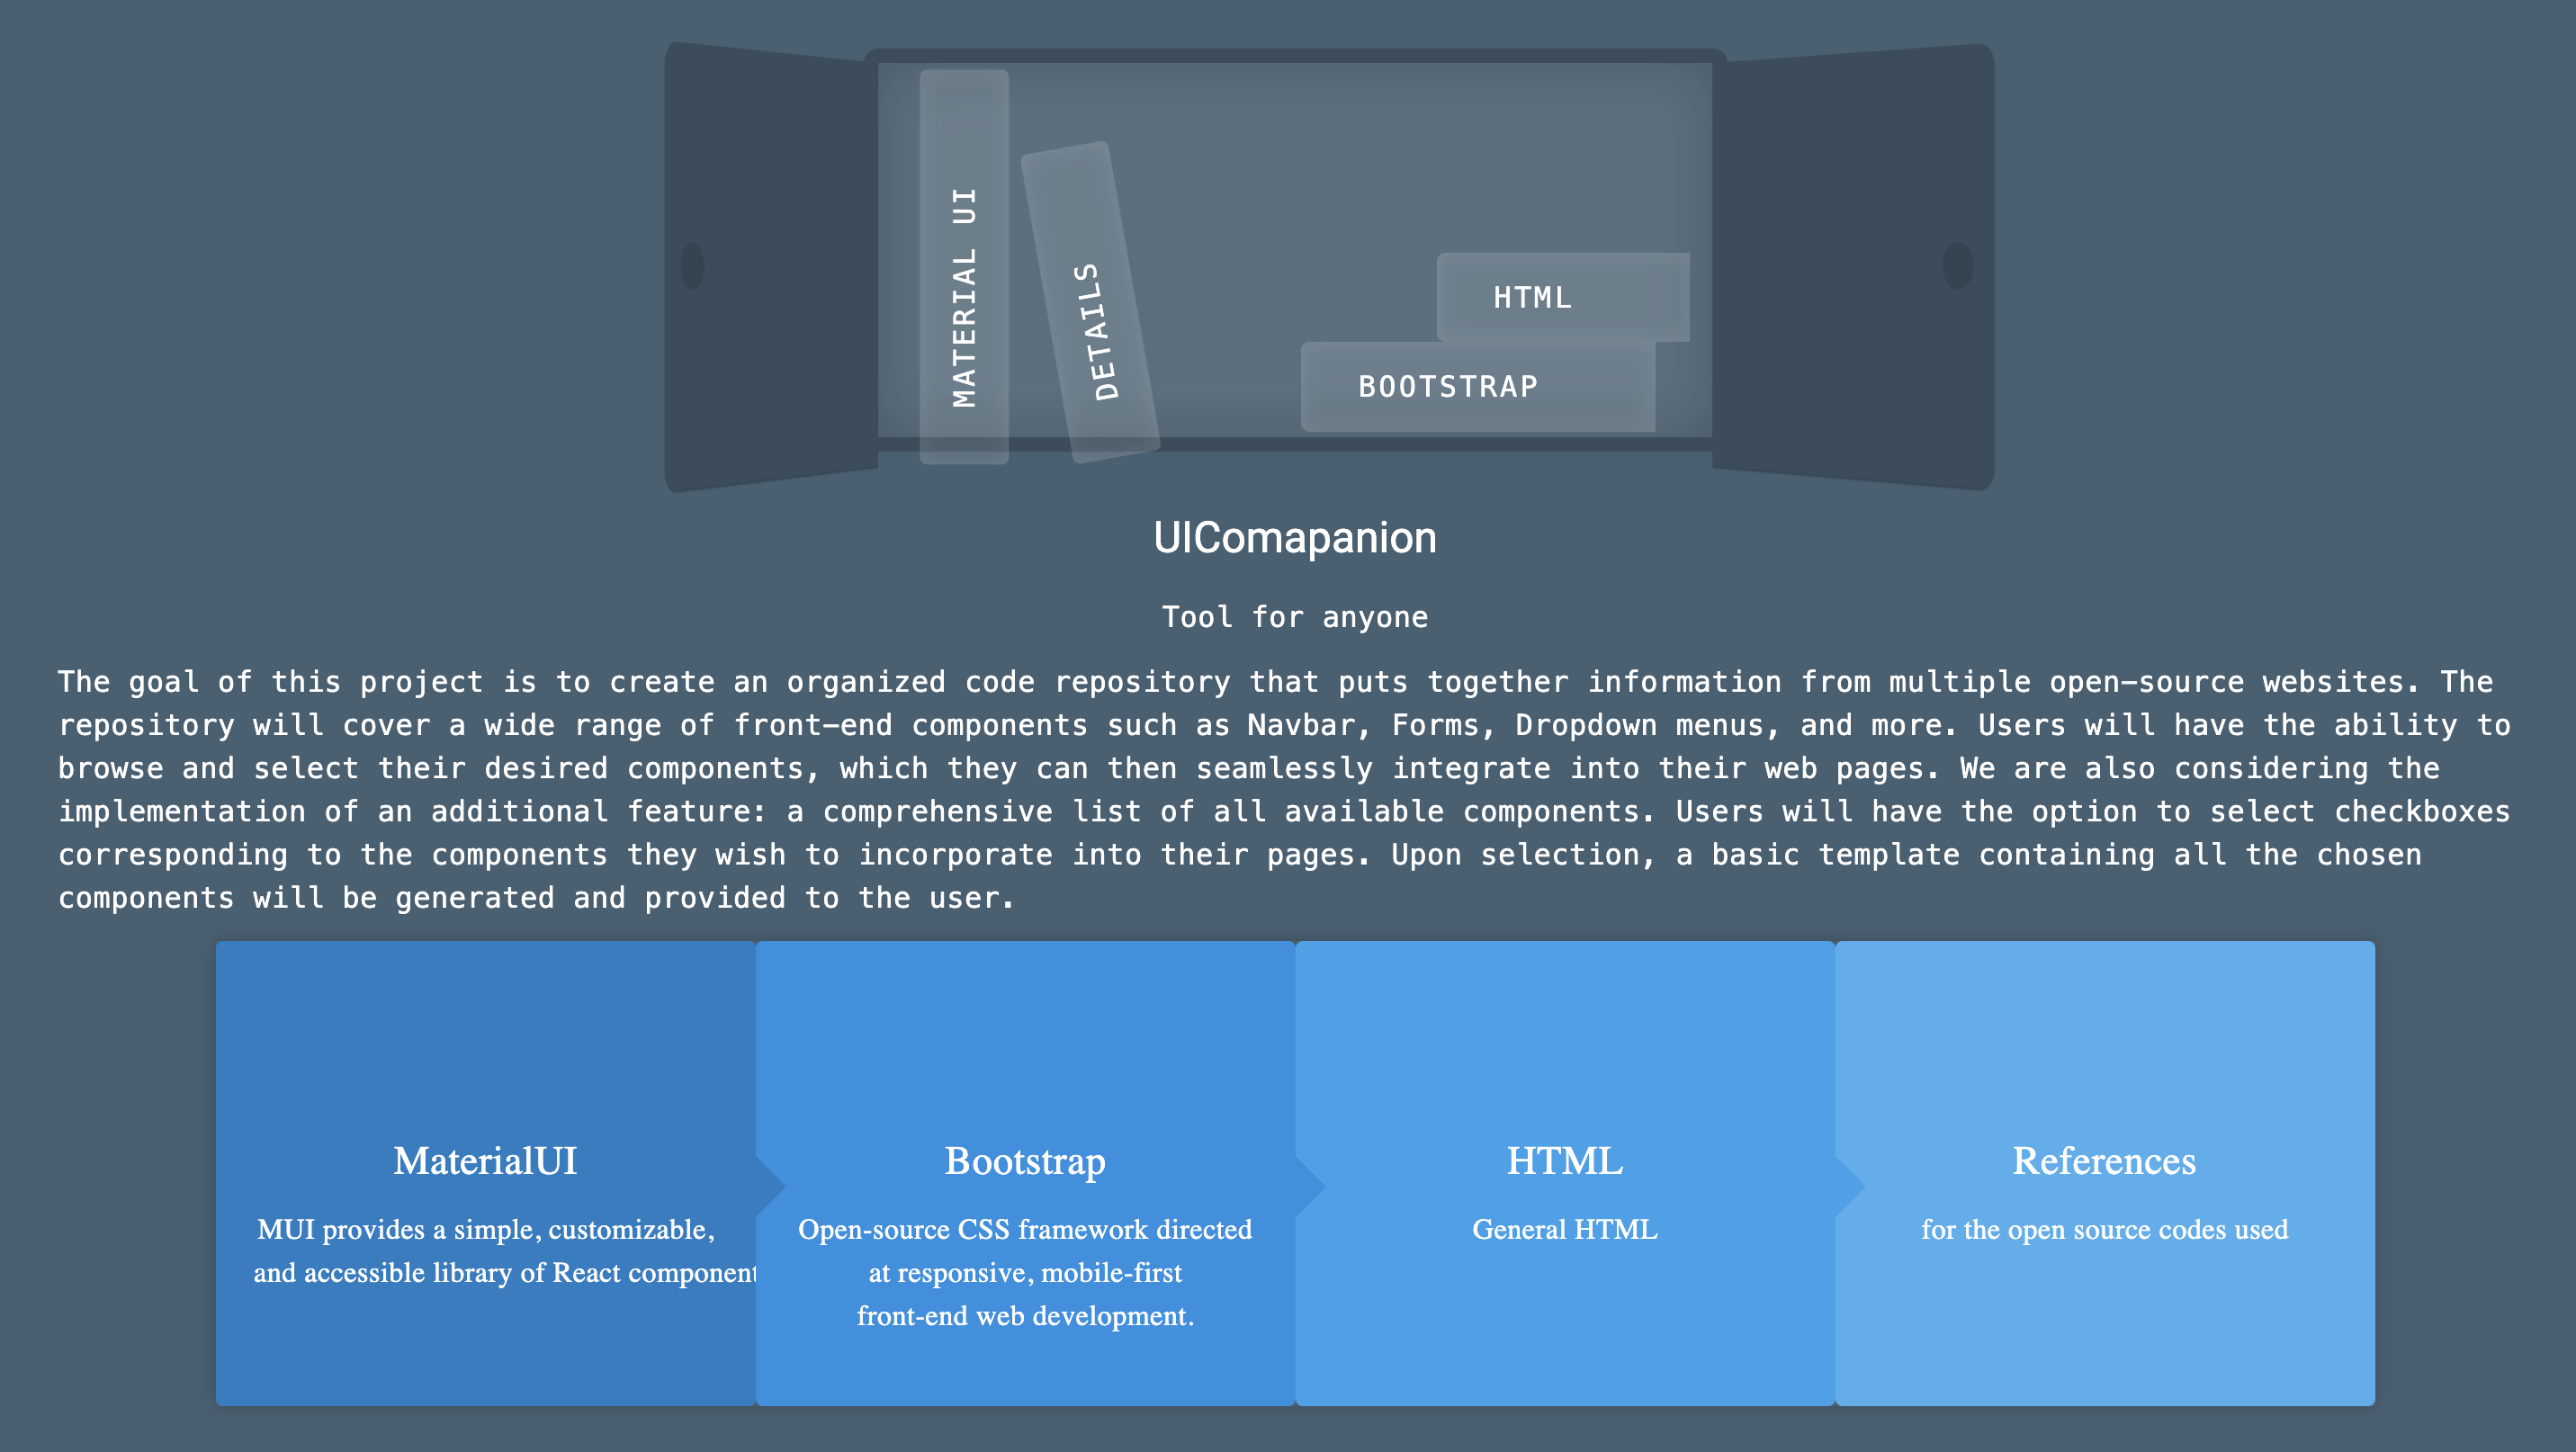 MATERIAL UI
DETAILS
HTML
BOOTSTRAP
UIComapanion
Tool for anyone
The goal of this project is to create an organized code repository that puts together information from multiple open-source websites. The
repository will cover a wide range of front-end components such as Navbar, Forms, Dropdown menus, and more. Users will have the ability to
browse and select their desired components, which they can then seamlessly integrate into their web pages. We are also considering the
implementation of an additional feature: a comprehensive list of all available components. Users will have the option to select checkboxes
corresponding to the components they wish to incorporate into their pages. Upon selection, a basic template containing all the chosen
components will be generated and provided to the user.
MaterialUI
MUI provides a simple, customizable,
and accessible library of React component
Bootstrap
Open-source CSS framework directed
at responsive, mobile-first
front-end web development.
HTML
General HTML
References
for the open source codes used